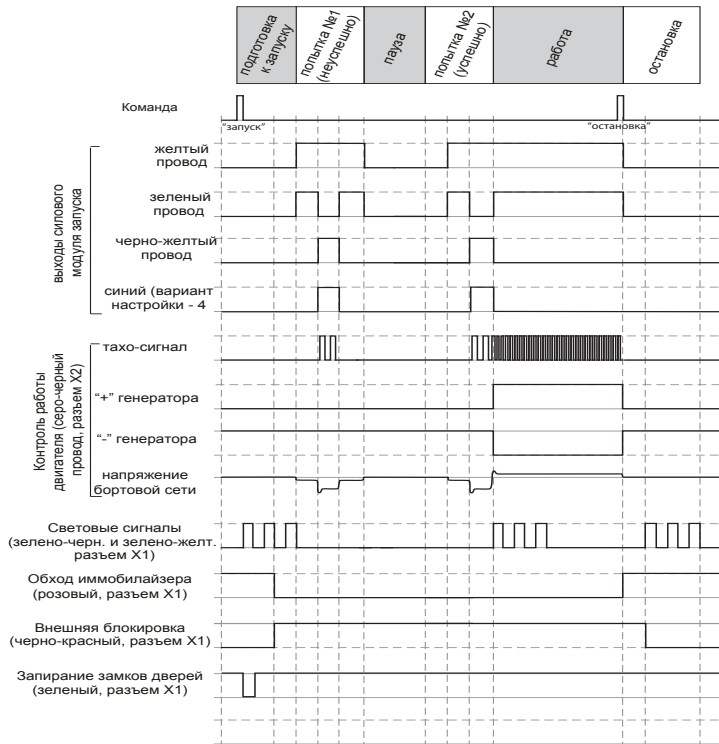 подготовка
к запуску
попытка №1
(неуспешно)
пауза
попытка №2
(успешно)
работа
остановка
Команда
“запуск”
“остановка”
выходы силового
модуля запуска
желтый
провод
зеленый
провод
черно-желтый
провод
синий (вариант
настройки - 4
Контроль работы
двигателя (серо-черный
провод, разъем X2)
тахо-сигнал
“+” генератора
“-” генератора
напряжение
бортовой сети
Световые сигналы
(зелено-черн. и зелено-желт.
разъем X1)
Обход иммобилайзера
(розовый, разъем X1)
Внешняя блокировка
(черно-красный, разъем X1)
Запирание замков дверей
(зеленый, разъем X1)